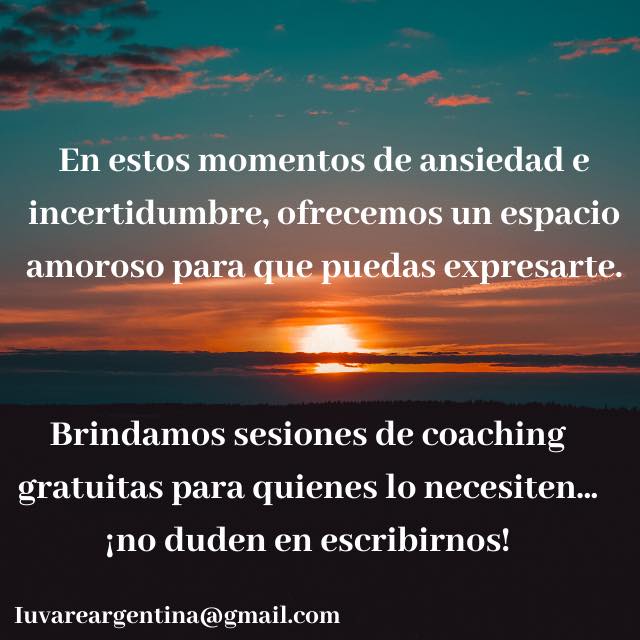 En estos momentos de ansiedad e
incertidumbre, ofrecemos un espacio
amoroso para que puedas expresarte.
Brindamos sesiones de coaching
gratuitas para quienes lo necesiten...
¡no duden en escribirnos!
Iuvareargentina@gmail.com